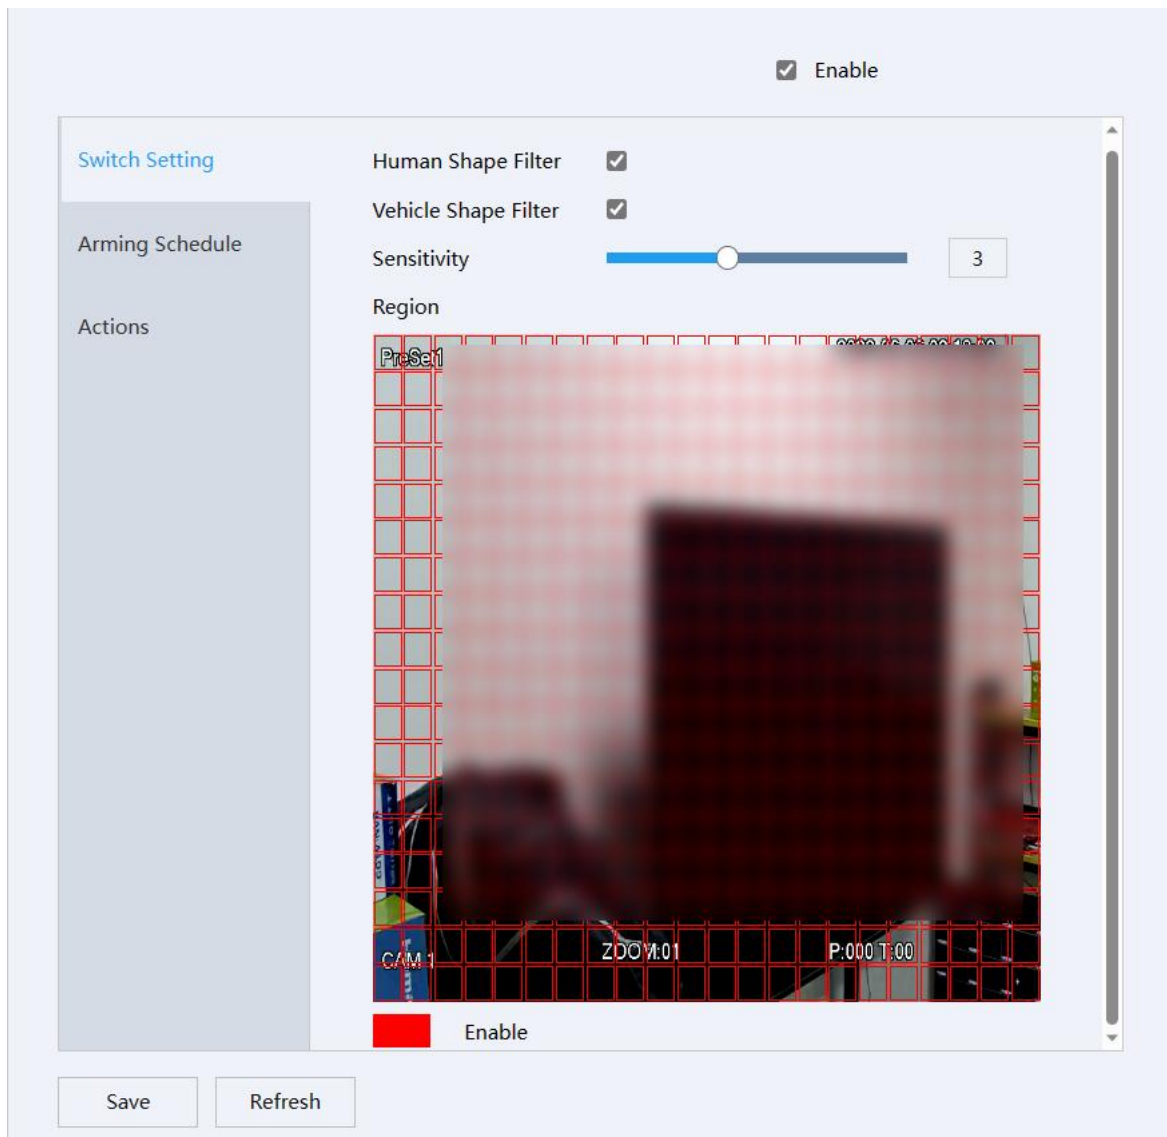 Enable
Switch Setting
Human Shape Filter
Vehicle Shape Filter
Arming Schedule
Sensitivity
3
Region
Actions
PreSet1
CAM 1
ZOOM:01
P:000 T:00
Enable
Save
Refresh